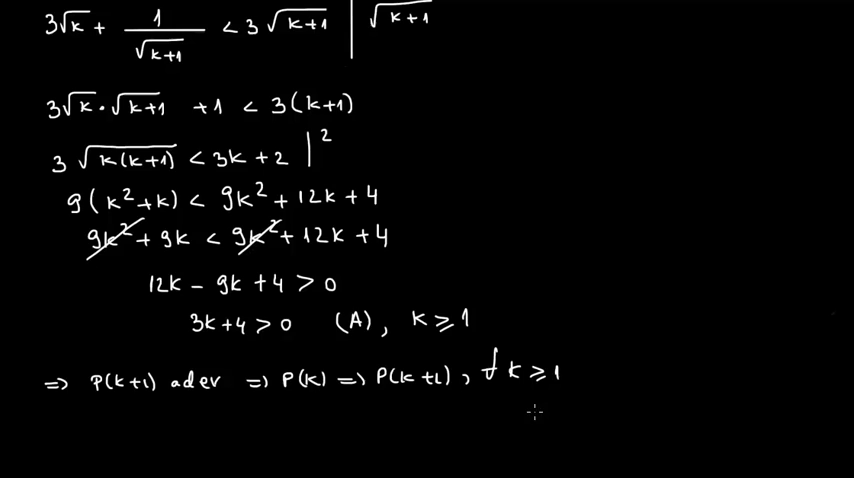 3√k + 1/√(k+1) < 3√(k+1) | √(k+1)
3√k · √(k+1) + 1 < 3(k+1)
3√(k(k+1)) < 3k + 2 |²
9(k² + k) < 9k² + 12k + 4
9k² + 9k < 9k² + 12k + 4
12k - 9k + 4 > 0
3k + 4 > 0 (A), k ≥ 1
=> P(k+1) adev => P(k) => P(k+1), ∀ k ≥ 1